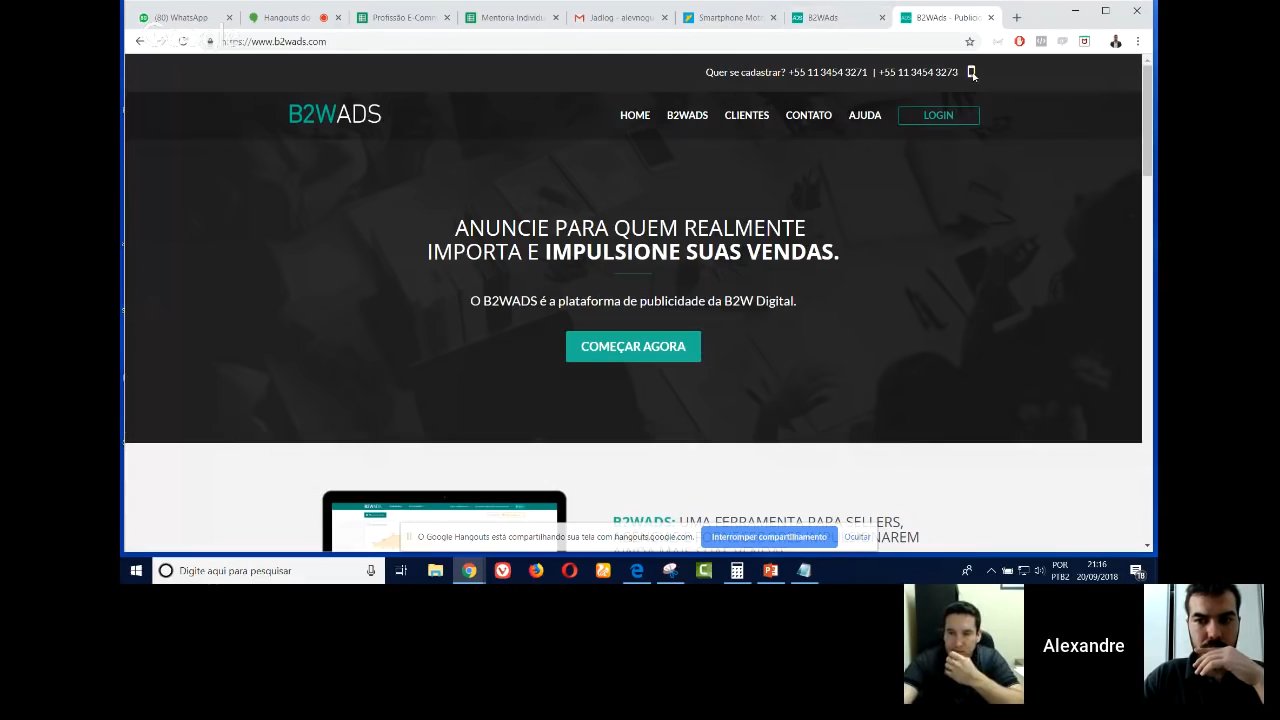 (80) WhatsApp
Hangouts do
Profissão E-Comm
Mentoria Individu
Jadlog - alevnogu
Smartphone Moto
B2WAds
B2WAds - Publicid
https://www.b2wads.com
Quer se cadastrar? +55 11 3454 3271 | +55 11 3454 3273
B2WADS
HOME B2WADS CLIENTES CONTATO AJUDA LOGIN
ANUNCIE PARA QUEM REALMENTE
IMPORTA E IMPULSIONE SUAS VENDAS.
O B2WADS é a plataforma de publicidade da B2W Digital.
COMEÇAR AGORA
B2WADS: UMA FERRAMENTA PARA SELLERS,
O Google Hangouts está compartilhando sua tela com hangouts.google.com.
Interromper compartilhamento
Ocultar
Digite aqui para pesquisar
POR
PTB2
21:16
20/09/2018
18
Alexandre